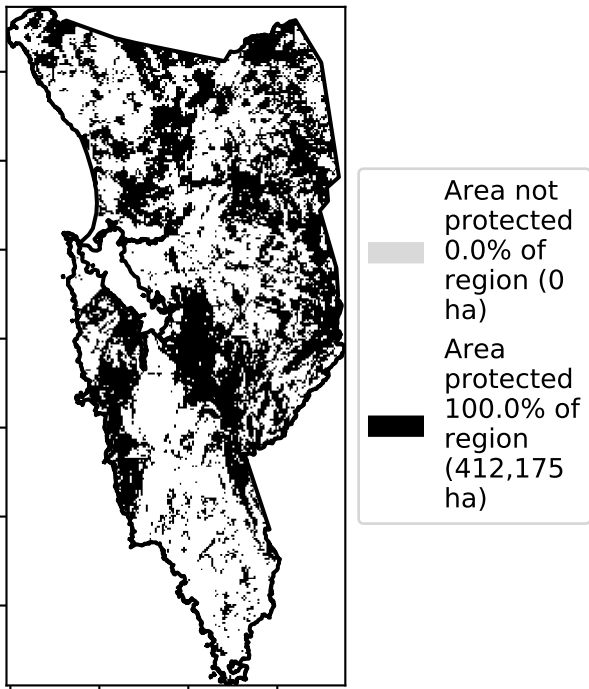 Area not
protected
0.0% of
region (0
ha)
Area
protected
100.0% of
region
(412,175
ha)